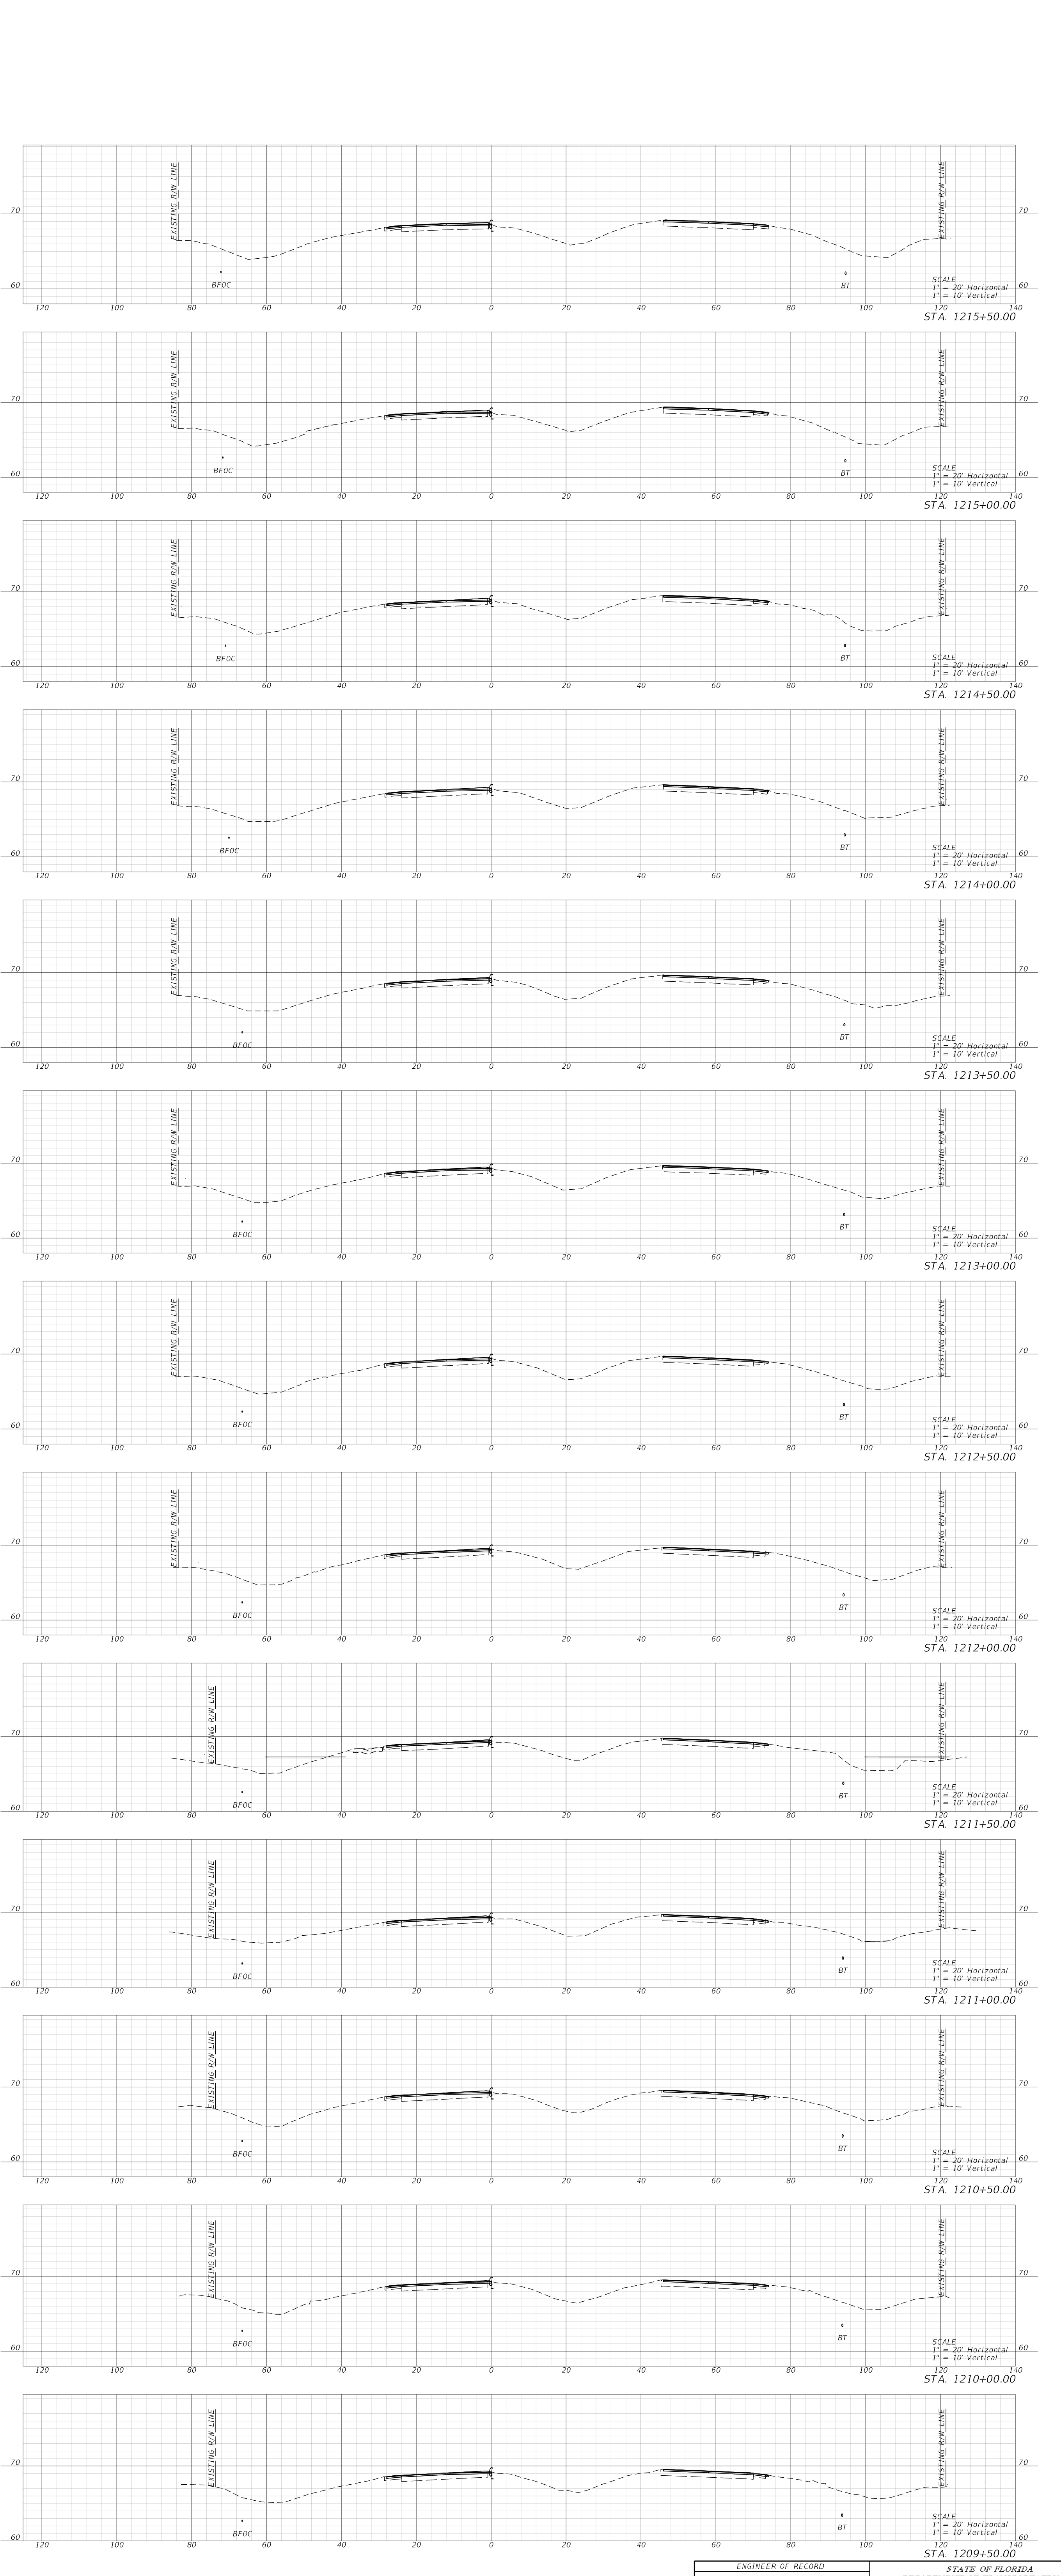 EXISTING R/W LINE
EXISTING R/W LINE
70 70
BFOC BT
SCALE
60 1" = 20' Horizontal 60
1" = 10' Vertical
120 100 80 60 40 20 0 20 40 60 80 100 120 140
STA. 1215+50.00
EXISTING R/W LINE
EXISTING R/W LINE
70 70
BFOC BT
SCALE
60 1" = 20' Horizontal 60
1" = 10' Vertical
120 100 80 60 40 20 0 20 40 60 80 100 120 140
STA. 1215+00.00
EXISTING R/W LINE
EXISTING R/W LINE
70 70
BFOC BT
SCALE
60 1" = 20' Horizontal 60
1" = 10' Vertical
120 100 80 60 40 20 0 20 40 60 80 100 120 140
STA. 1214+50.00
EXISTING R/W LINE
EXISTING R/W LINE
70 70
BFOC BT
SCALE
60 1" = 20' Horizontal 60
1" = 10' Vertical
120 100 80 60 40 20 0 20 40 60 80 100 120 140
STA. 1214+00.00
EXISTING R/W LINE
EXISTING R/W LINE
70 70
BFOC BT
SCALE
60 1" = 20' Horizontal 60
1" = 10' Vertical
120 100 80 60 40 20 0 20 40 60 80 100 120 140
STA. 1213+50.00
EXISTING R/W LINE
EXISTING R/W LINE
70 70
BFOC BT
SCALE
60 1" = 20' Horizontal 60
1" = 10' Vertical
120 100 80 60 40 20 0 20 40 60 80 100 120 140
STA. 1213+00.00
EXISTING R/W LINE
EXISTING R/W LINE
70 70
BFOC BT
SCALE
60 1" = 20' Horizontal 60
1" = 10' Vertical
120 100 80 60 40 20 0 20 40 60 80 100 120 140
STA. 1212+50.00
EXISTING R/W LINE
EXISTING R/W LINE
70 70
BFOC BT
SCALE
60 1" = 20' Horizontal 60
1" = 10' Vertical
120 100 80 60 40 20 0 20 40 60 80 100 120 140
STA. 1212+00.00
EXISTING R/W LINE
EXISTING R/W LINE
70 70
BFOC BT
SCALE
60 1" = 20' Horizontal 60
1" = 10' Vertical
120 100 80 60 40 20 0 20 40 60 80 100 120 140
STA. 1211+50.00
EXISTING R/W LINE
EXISTING R/W LINE
70 70
BFOC BT
SCALE
60 1" = 20' Horizontal 60
1" = 10' Vertical
120 100 80 60 40 20 0 20 40 60 80 100 120 140
STA. 1211+00.00
EXISTING R/W LINE
EXISTING R/W LINE
70 70
BFOC BT
SCALE
60 1" = 20' Horizontal 60
1" = 10' Vertical
120 100 80 60 40 20 0 20 40 60 80 100 120 140
STA. 1210+50.00
EXISTING R/W LINE
EXISTING R/W LINE
70 70
BFOC BT
SCALE
60 1" = 20' Horizontal 60
1" = 10' Vertical
120 100 80 60 40 20 0 20 40 60 80 100 120 140
STA. 1210+00.00
EXISTING R/W LINE
EXISTING R/W LINE
70 70
BFOC BT
SCALE
60 1" = 20' Horizontal 60
1" = 10' Vertical
120 100 80 60 40 20 0 20 40 60 80 100 120 140
STA. 1209+50.00
ENGINEER OF RECORD STATE OF FLORIDA